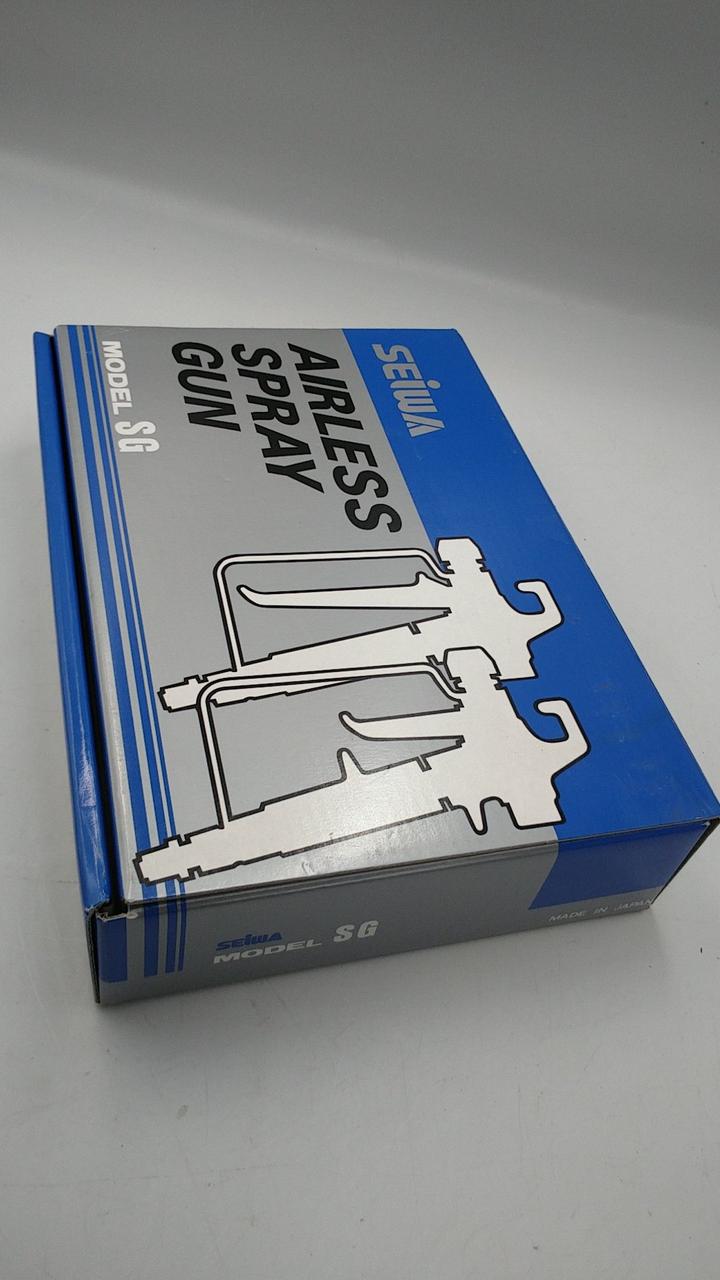 SEiWA
AIRLESS
SPRAY
GUN
MODEL SG
SEiWA
MODEL SG
MADE IN JAPAN